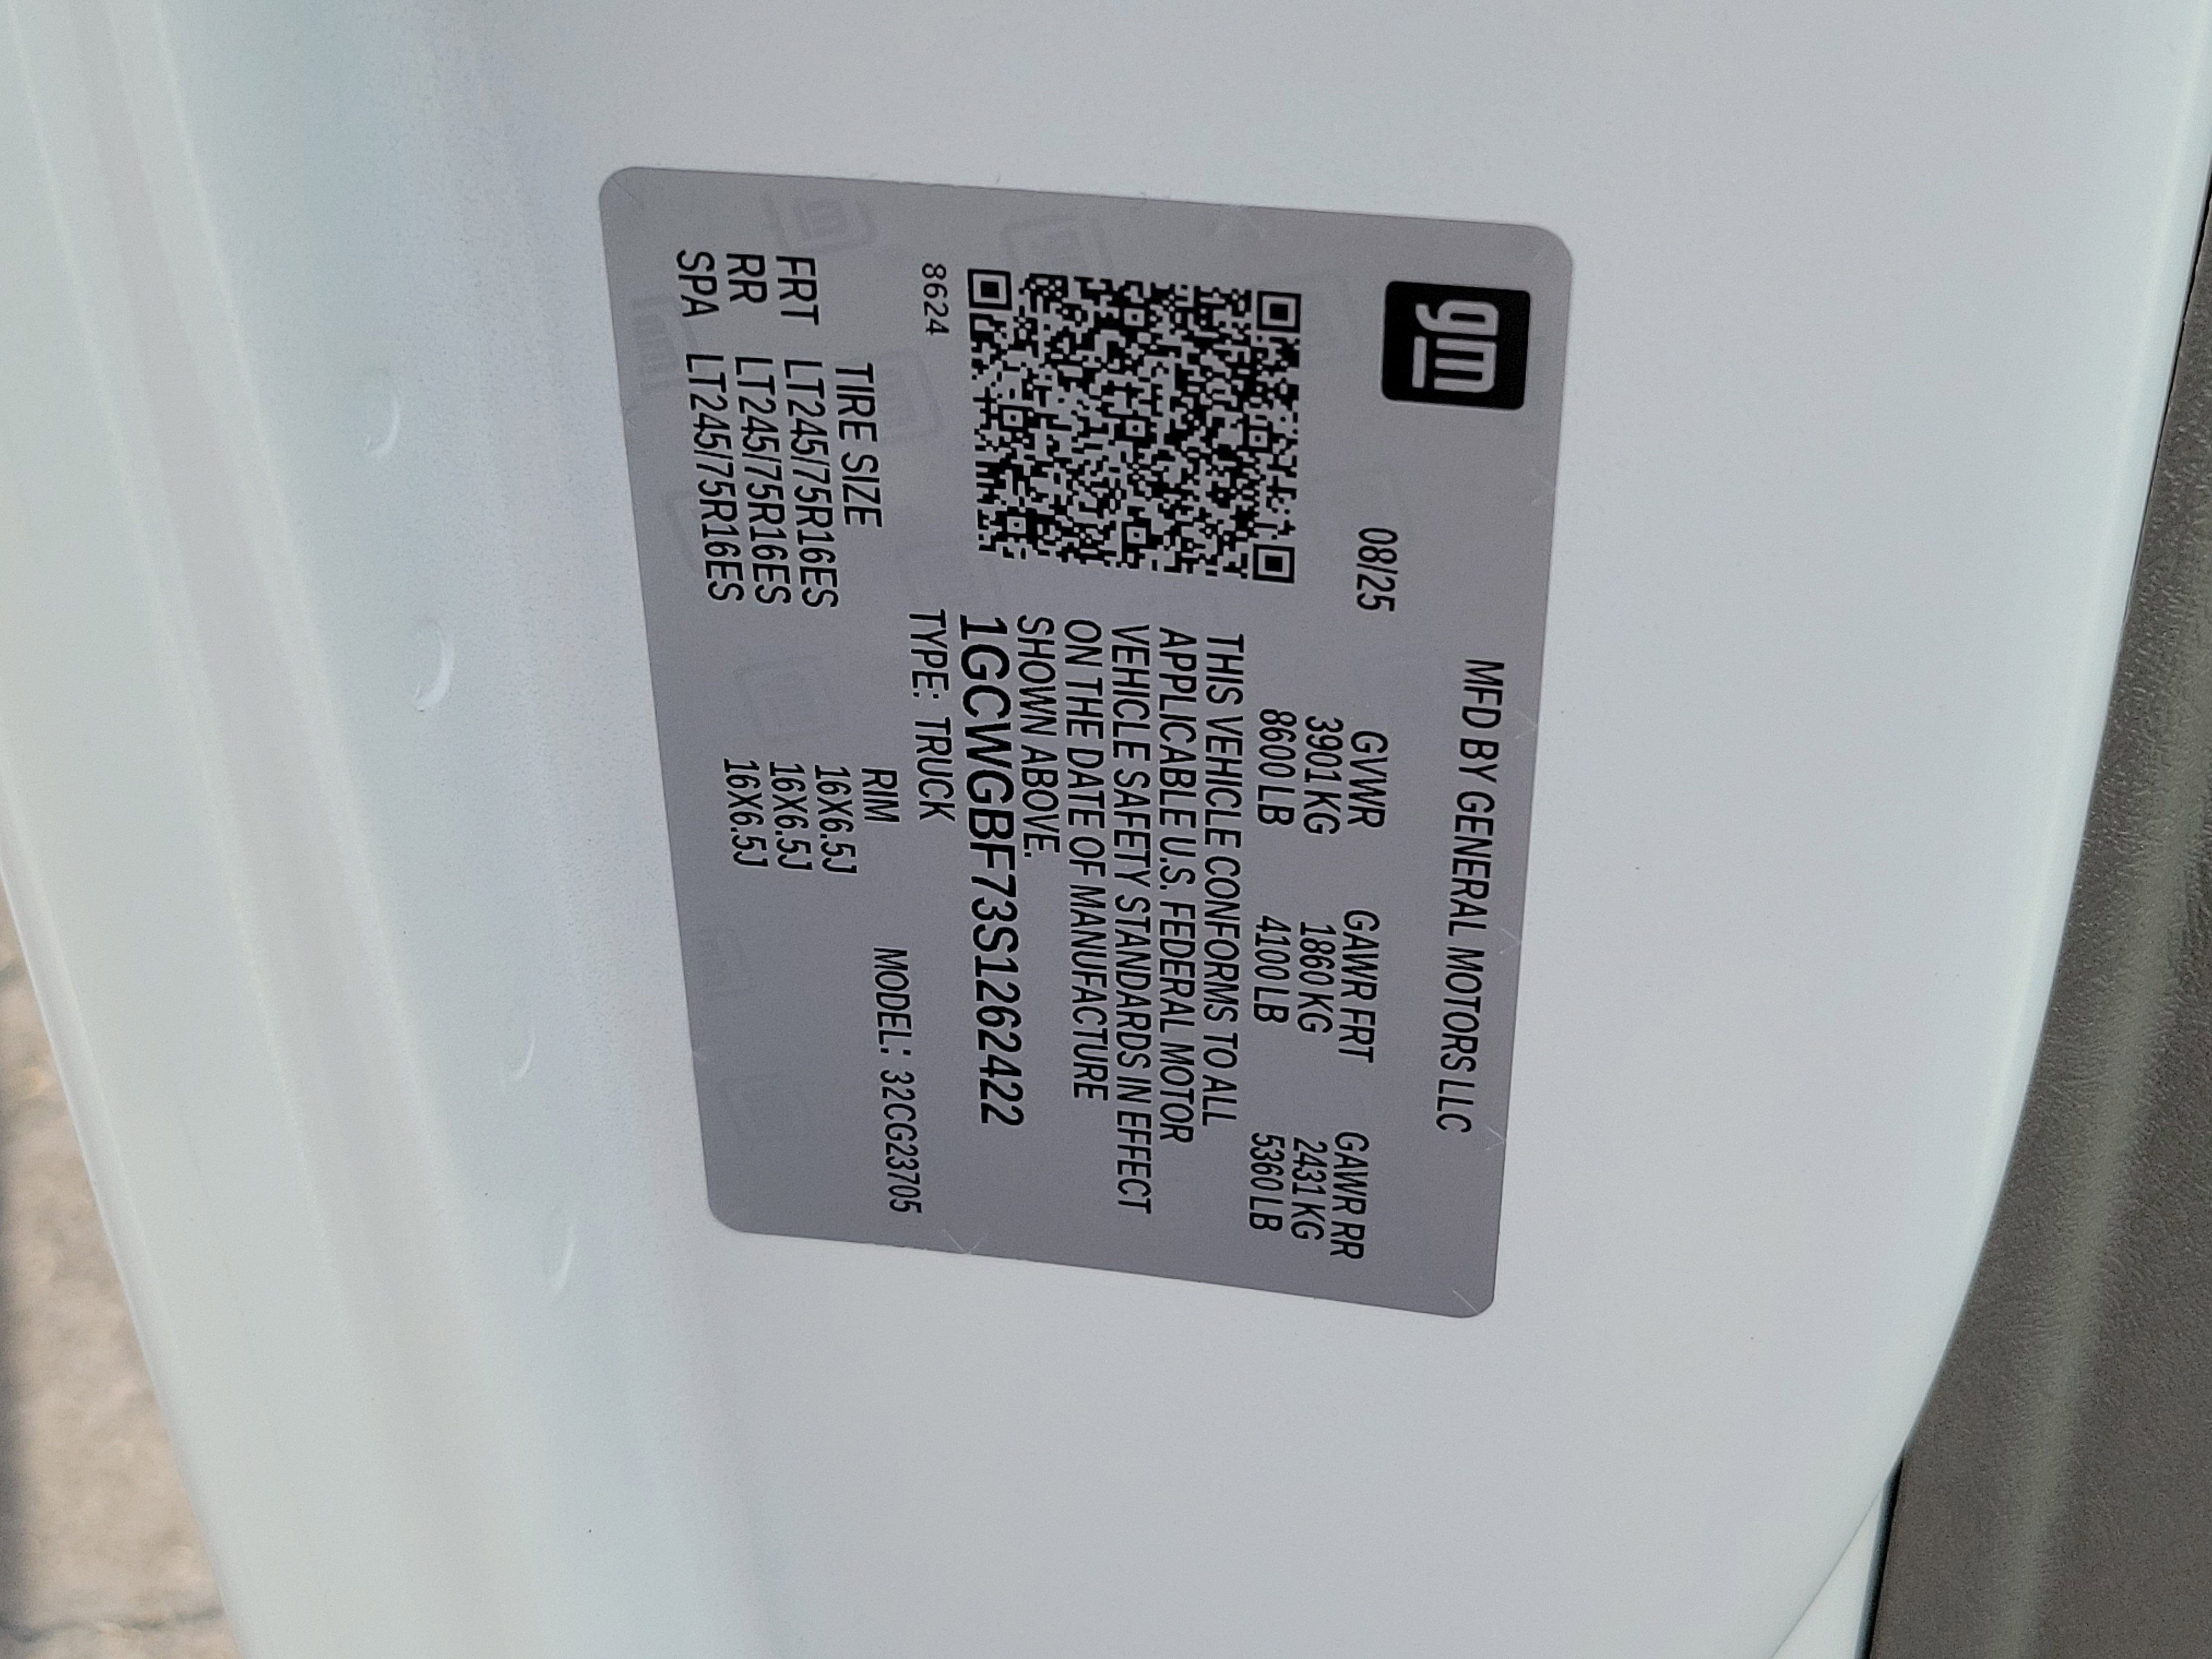 gm
MFD BY GENERAL MOTORS LLC
08/25
GVWR GAWR FRT GAWR RR
3901 KG 1860 KG 2431 KG
8600 LB 4100 LB 5360 LB
THIS VEHICLE CONFORMS TO ALL
APPLICABLE U.S. FEDERAL MOTOR
VEHICLE SAFETY STANDARDS IN EFFECT
ON THE DATE OF MANUFACTURE
SHOWN ABOVE.
1GCWGBF73S1262422
8624 TYPE: TRUCK MODEL: 32CG23705
TIRE SIZE RIM
FRT LT245/75R16ES 16X6.5J
RR LT245/75R16ES 16X6.5J
SPA LT245/75R16ES 16X6.5J